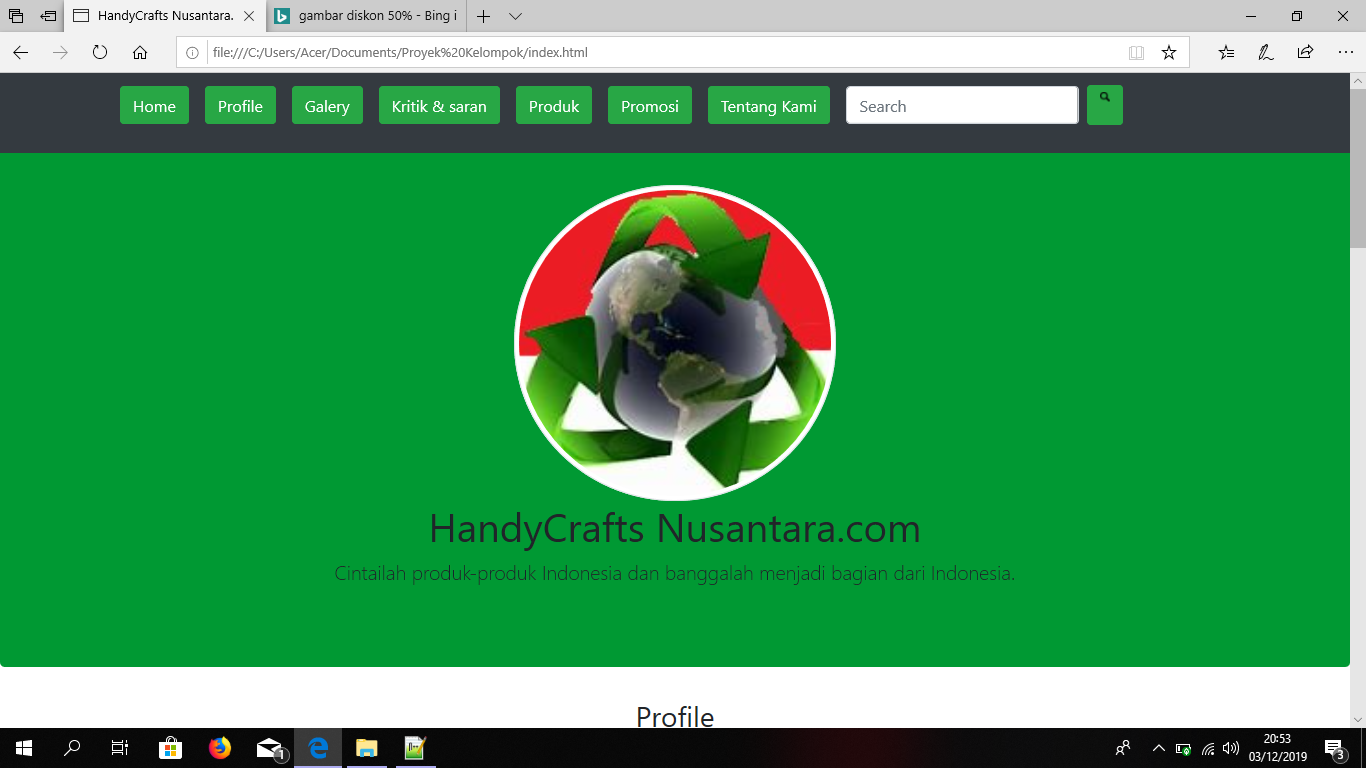 HandyCrafts Nusantara.
gambar diskon 50% - Bing i
file:///C:/Users/Acer/Documents/Proyek%20Kelompok/index.html
Home Profile Galery Kritik & saran Produk Promosi Tentang Kami Search
HandyCrafts Nusantara.com
Cintailah produk-produk Indonesia dan banggalah menjadi bagian dari Indonesia.
Profile
1
20:53
03/12/2019
3